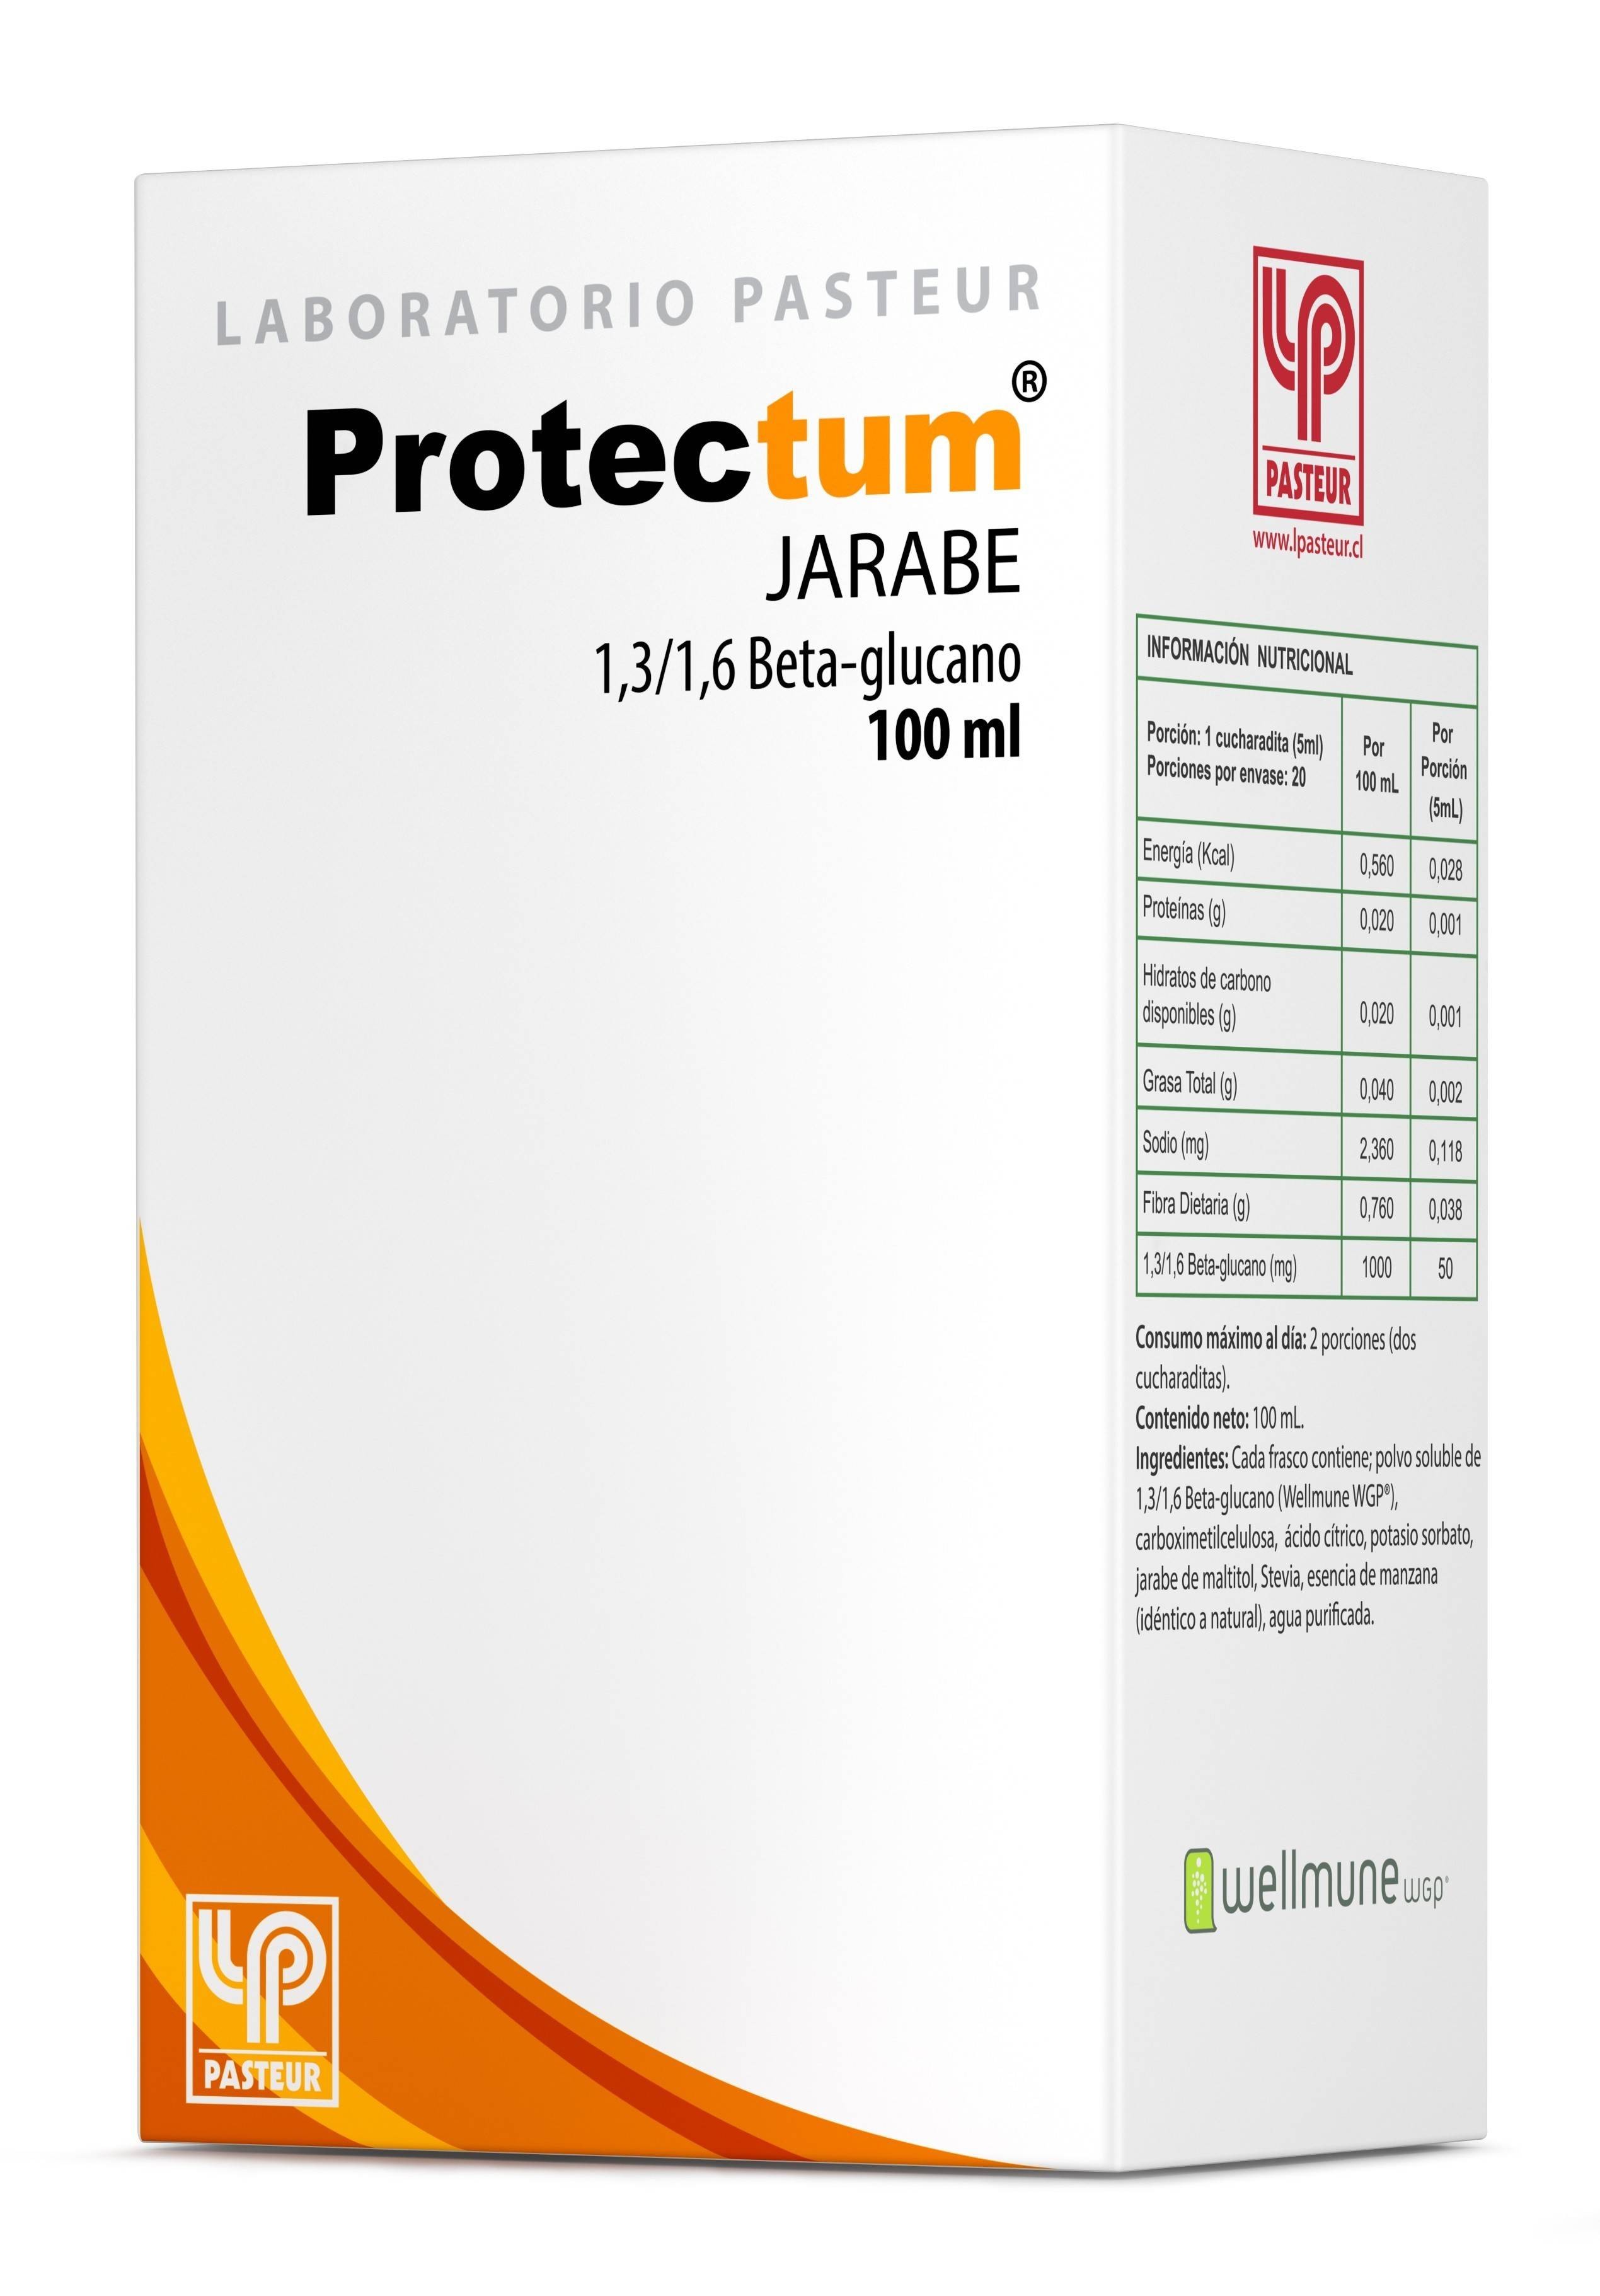 LABORATORIO PASTEUR
Protectum®
JARABE
1,3/1,6 Beta-glucano
100 ml
LP
PASTEUR
LP
PASTEUR
www.lpasteur.cl
INFORMACIÓN NUTRICIONAL
Porción: 1 cucharadita (5ml)
Porciones por envase: 20
Por
100 mL
Por
Porción
(5mL)
Energía (Kcal) 0,560 0,028
Proteínas (g) 0,020 0,001
Hidratos de carbono
disponibles (g) 0,020 0,001
Grasa Total (g) 0,040 0,002
Sodio (mg) 2,360 0,118
Fibra Dietaria (g) 0,760 0,038
1,3/1,6 Beta-glucano (mg) 1000 50
Consumo máximo al día: 2 porciones (dos
cucharaditas).
Contenido neto: 100 mL.
Ingredientes: Cada frasco contiene; polvo soluble de
1,3/1,6 Beta-glucano (Wellmune WGP®),
carboximetilcelulosa, ácido cítrico, potasio sorbato,
jarabe de maltitol, Stevia, esencia de manzana
(idéntico a natural), agua purificada.
wellmune WGP®